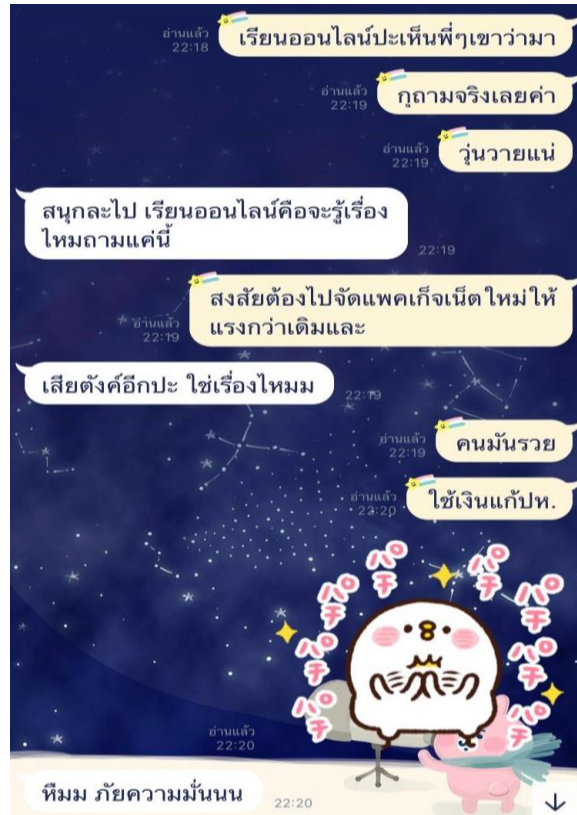 เรียนออนไลน์ปะเห็นพี่ๆเขาว่ามา
อ่านแล้ว
22:18
กุถามจริงเลยค่า
อ่านแล้ว
22:19
วุ่นวายแน่
อ่านแล้ว
22:19
สนุกละไป เรียนออนไลน์คือจะรู้เรื่อง
ไหมถามแค่นี้
22:19
สงสัยต้องไปจัดแพคเก็จเน็ตใหม่ให้
แรงกว่าเดิมและ
อ่านแล้ว
22:19
เสียตังค์อีกปะ ใช่เรื่องไหมม
22:19
คนมันรวย
อ่านแล้ว
22:19
ใช้เงินแก้ปห.
อ่านแล้ว
22:20
パチ
パチ
パチ
パチ
パチ
パチ
パチ
パチ
อ่านแล้ว
22:20
หืมม ภัยความมั่นนน
22:20